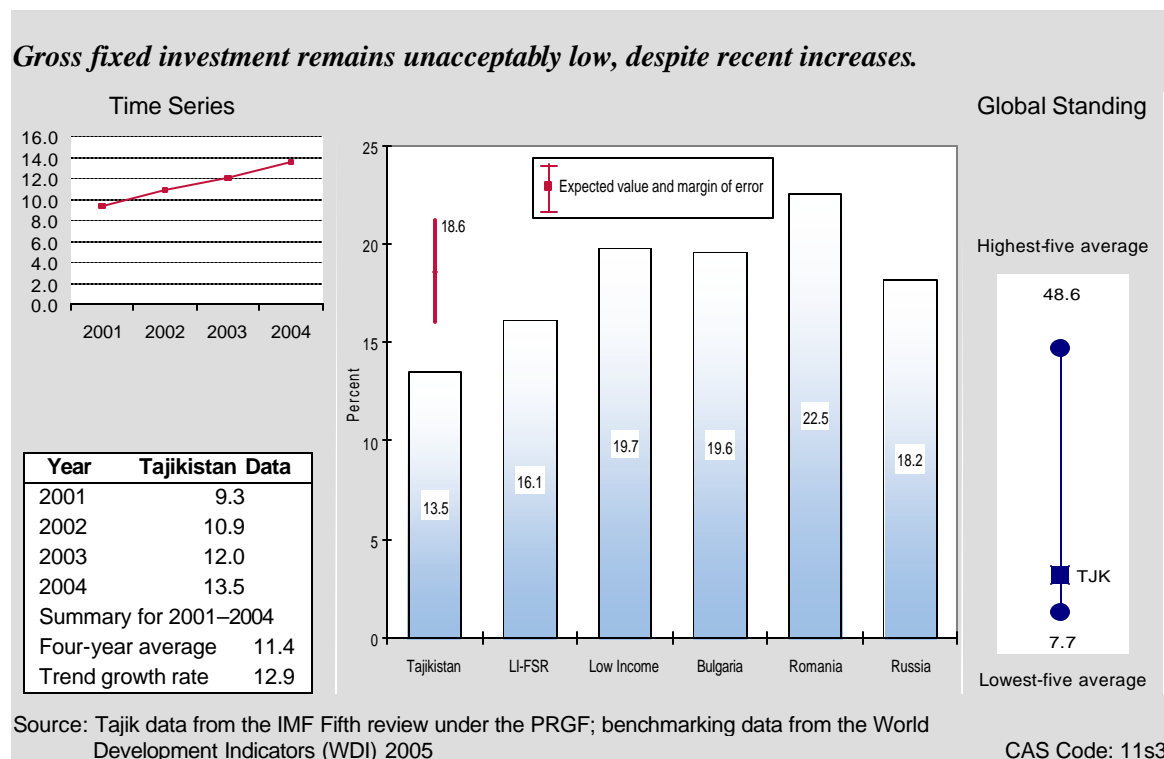 Gross fixed investment remains unacceptably low, despite recent increases.
Time Series
16.0
14.0
12.0
10.0
8.0
6.0
4.0
2.0
0.0
2001 2002 2003 2004
Year Tajikistan Data
2001 9.3
2002 10.9
2003 12.0
2004 13.5
Summary for 2001–2004
Four-year average 11.4
Trend growth rate 12.9
Percent
25
20
15
10
5
0
Expected value and margin of error
18.6
13.5
16.1
19.7
19.6
22.5
18.2
Tajikistan LI-FSR Low Income Bulgaria Romania Russia
Global Standing
Highest-five average
48.6
TJK
7.7
Lowest-five average
Source: Tajik data from the IMF Fifth review under the PRGF; benchmarking data from the World
Development Indicators (WDI) 2005
CAS Code: 11s3